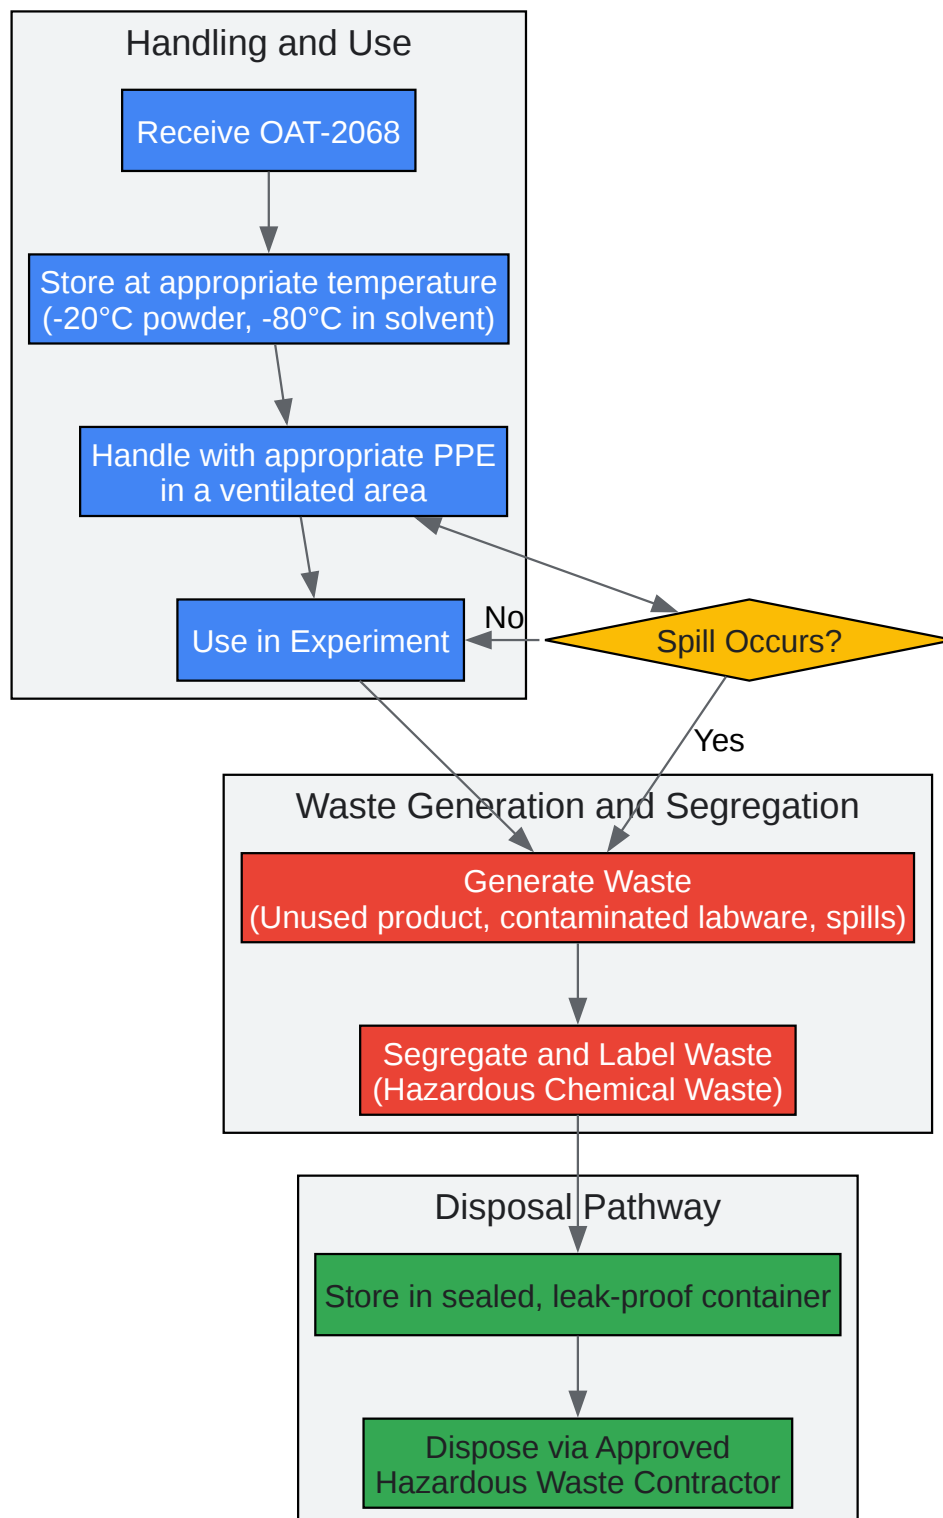 Handling and Use
Receive OAT-2068
Store at appropriate temperature
(-20°C powder, -80°C in solvent)
Handle with appropriate PPE
in a ventilated area
Use in Experiment
No
Spill Occurs?
Yes
Waste Generation and Segregation
Generate Waste
(Unused product, contaminated labware, spills)
Segregate and Label Waste
(Hazardous Chemical Waste)
Disposal Pathway
Store in sealed, leak-proof container
Dispose via Approved
Hazardous Waste Contractor